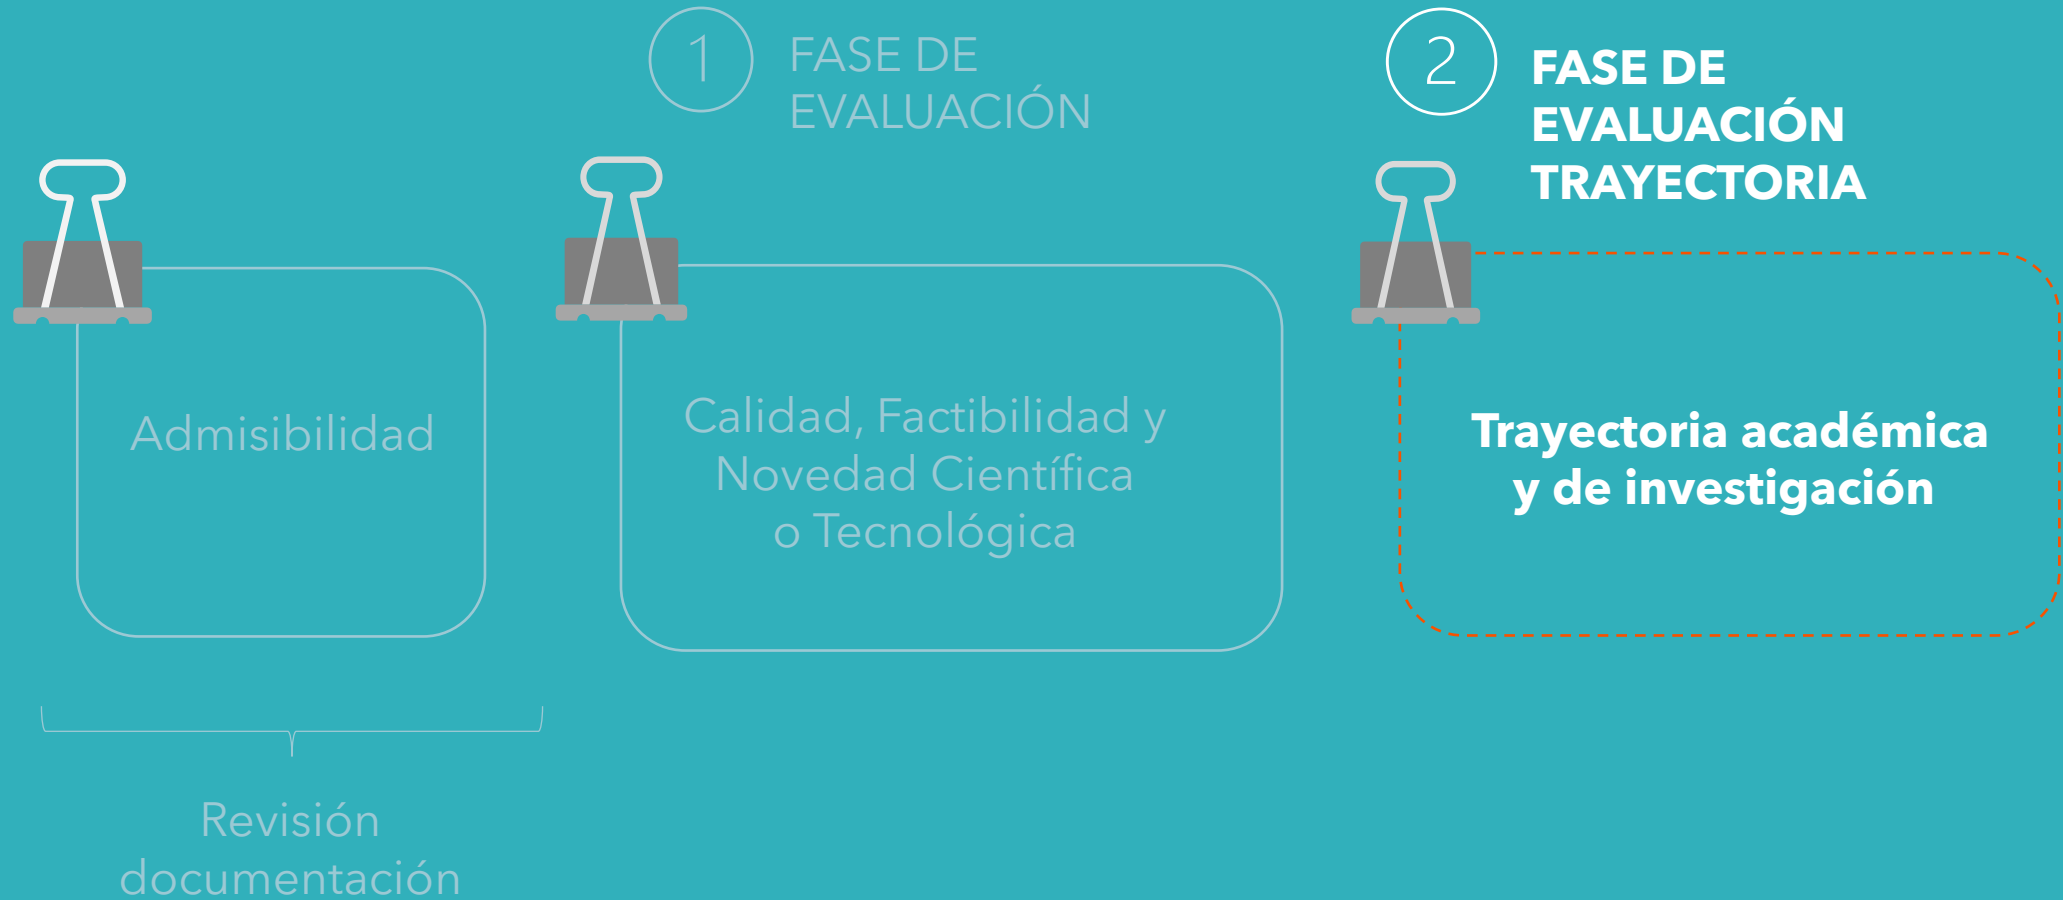 1
FASE DE
EVALUACIÓN
2
FASE DE
EVALUACIÓN
TRAYECTORIA
Admisibilidad
Calidad, Factibilidad y
Novedad Científica
o Tecnológica
Trayectoria académica
y de investigación
Revisión
documentación